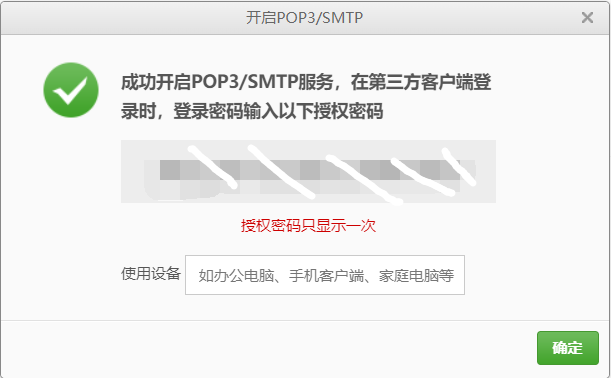 开启POP3/SMTP
成功开启POP3/SMTP服务，在第三方客户端登
录时，登录密码输入以下授权密码
授权密码只显示一次
使用设备 如办公电脑、手机客户端、家庭电脑等
确定